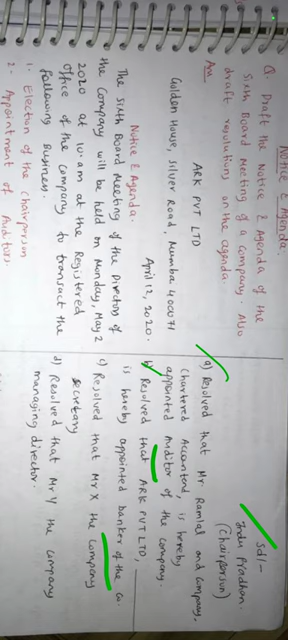 Notice & Agenda.
Q. Draft the Notice & Agenda of the
Sixth Board Meeting of a Company. Also
draft resolutions on the agenda.
Ans
ARK PVT LTD
Golden House, Silver Road, Mumbai 400071
April 13, 2020.
Notice & Agenda.
The Sixth Board Meeting of the Directors of
the Company will be held on Monday, May 2
2020 at 10:am at the Registered
Office of the Company to transact the
following Business.
1. Election of the Chairperson
2. Appointment of Auditors.
Sd/-
Indu Pradhan.
(Chairperson)
a) Resolved that Mr. Ramlal and company,
Chartered Accountend, is hereby
appointed Auditor of the company.
b) Resolved that ARK PVT LTD,
is hereby appointed banker of the Co.
c) Resolved that Mr X the Company
secretary
d) Resolved that Mr Y the company
managing director.